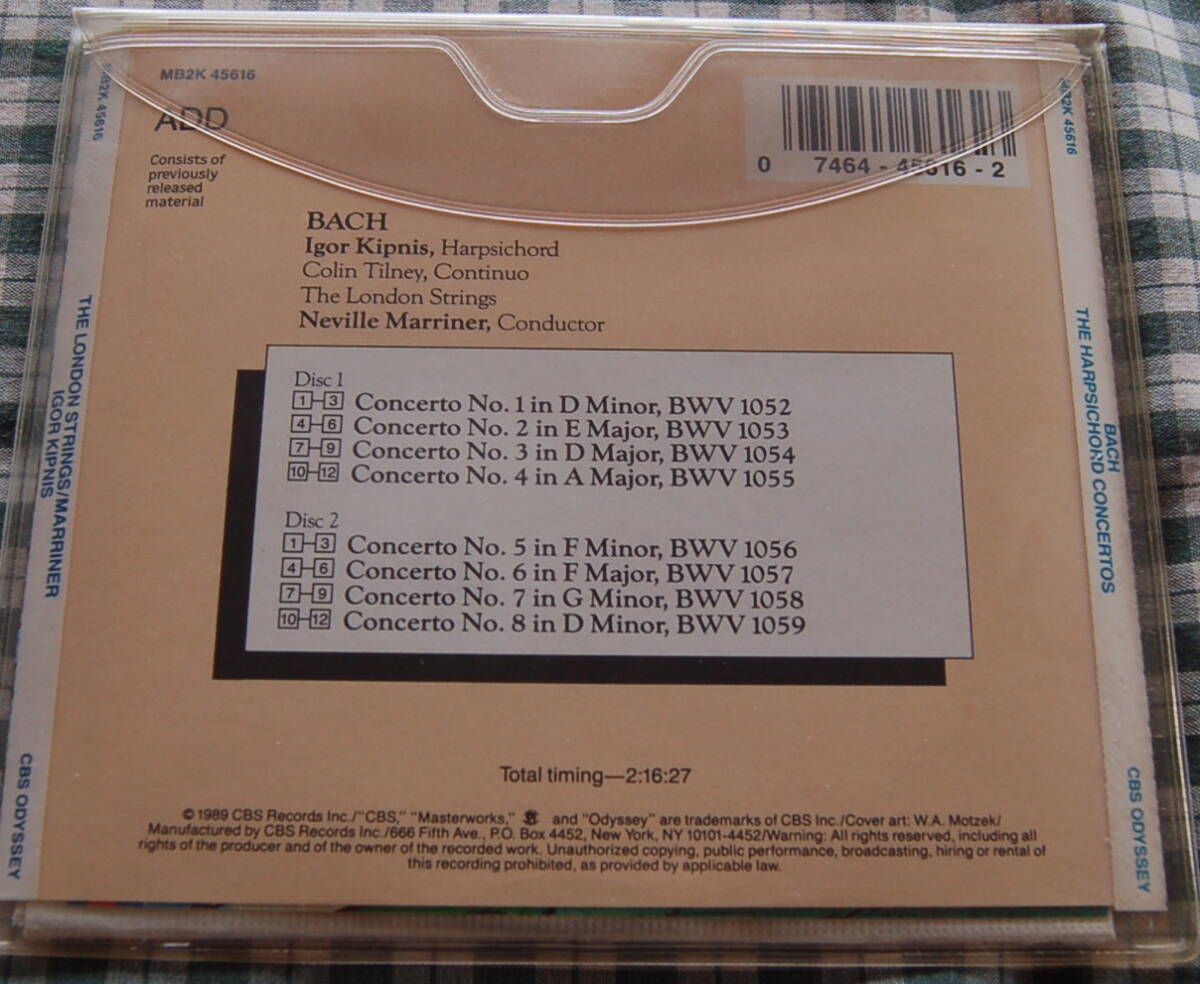 MB2K 45616
ADD
Consists of
previously
released
material
0 7464 - 45616 - 2
BACH
Igor Kipnis, Harpsichord
Colin Tilney, Continuo
The London Strings
Neville Marriner, Conductor
Disc 1
1-3 Concerto No. 1 in D Minor, BWV 1052
4-6 Concerto No. 2 in E Major, BWV 1053
7-9 Concerto No. 3 in D Major, BWV 1054
10-12 Concerto No. 4 in A Major, BWV 1055
Disc 2
1-3 Concerto No. 5 in F Minor, BWV 1056
4-6 Concerto No. 6 in F Major, BWV 1057
7-9 Concerto No. 7 in G Minor, BWV 1058
10-12 Concerto No. 8 in D Minor, BWV 1059
Total timing—2:16:27
© 1989 CBS Records Inc./"CBS," "Masterworks," and "Odyssey" are trademarks of CBS Inc./Cover art: W.A. Motzek/
Manufactured by CBS Records Inc./666 Fifth Ave., P.O. Box 4452, New York, NY 10101-4452/Warning: All rights reserved, including all
rights of the producer and of the owner of the recorded work. Unauthorized copying, public performance, broadcasting, hiring or rental of
this recording prohibited, as provided by applicable law.
MB2K 45616
THE LONDON STRINGS/MARRINER
IGOR KIPNIS
CBS ODYSSEY
MB2K 45616
BACH
THE HARPSICHORD CONCERTOS
CBS ODYSSEY